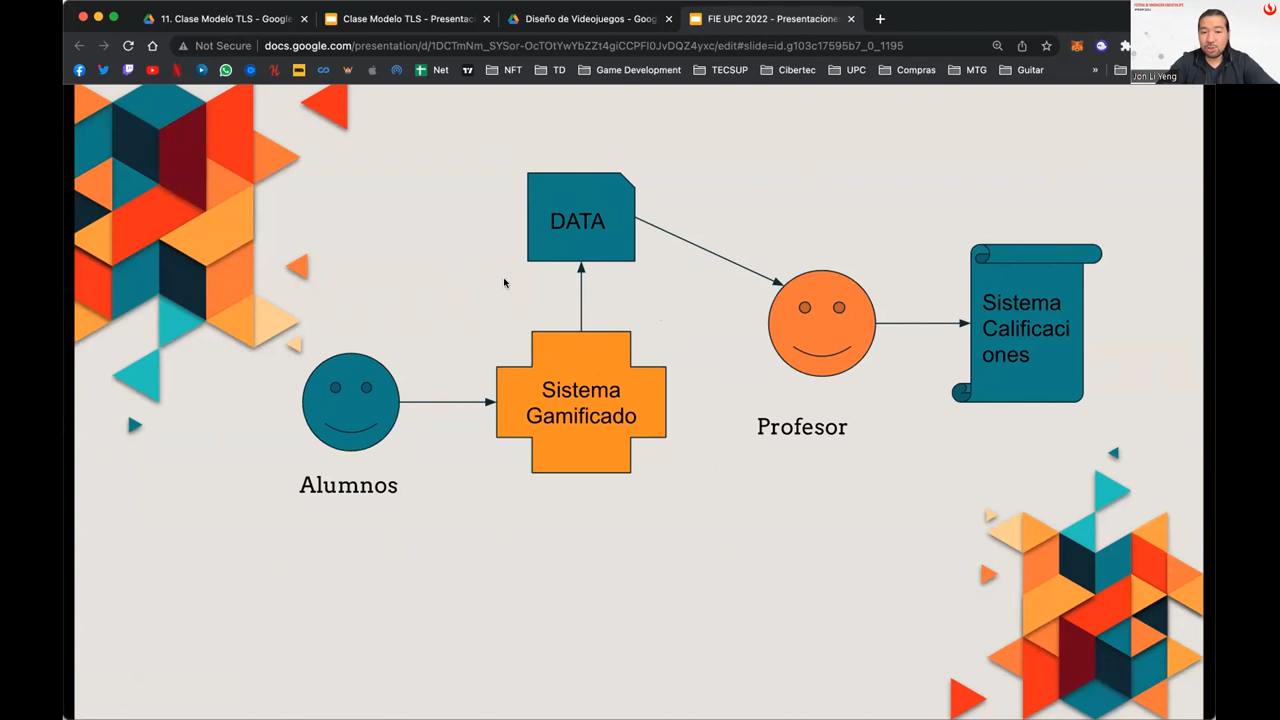 11. Clase Modelo TLS - Google
Clase Modelo TLS - Presentac
Diseño de Videojuegos - Goog
FIE UPC 2022 - Presentacione
Not Secure
docs.google.com/presentation/d/1DCTmNm_SYSor-OcTOtYwYbZZt4giCCPFl0JvDQZ4yxc/edit#slide=id.g103c17595b7_0_1195
Net
NFT
TD
Game Development
TECSUP
Cibertec
UPC
Compras
MTG
Guitar
»
Jon Li Yeng
DATA
Sistema
Gamificado
Alumnos
Profesor
Sistema
Calificaci
ones